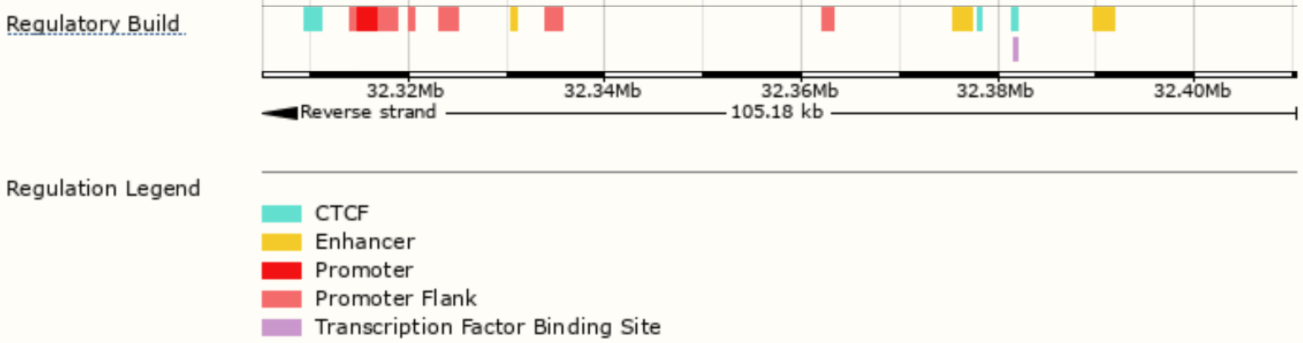 Regulatory Build
32.32Mb 32.34Mb 32.36Mb 32.38Mb 32.40Mb
Reverse strand 105.18 kb
Regulation Legend
CTCF
Enhancer
Promoter
Promoter Flank
Transcription Factor Binding Site